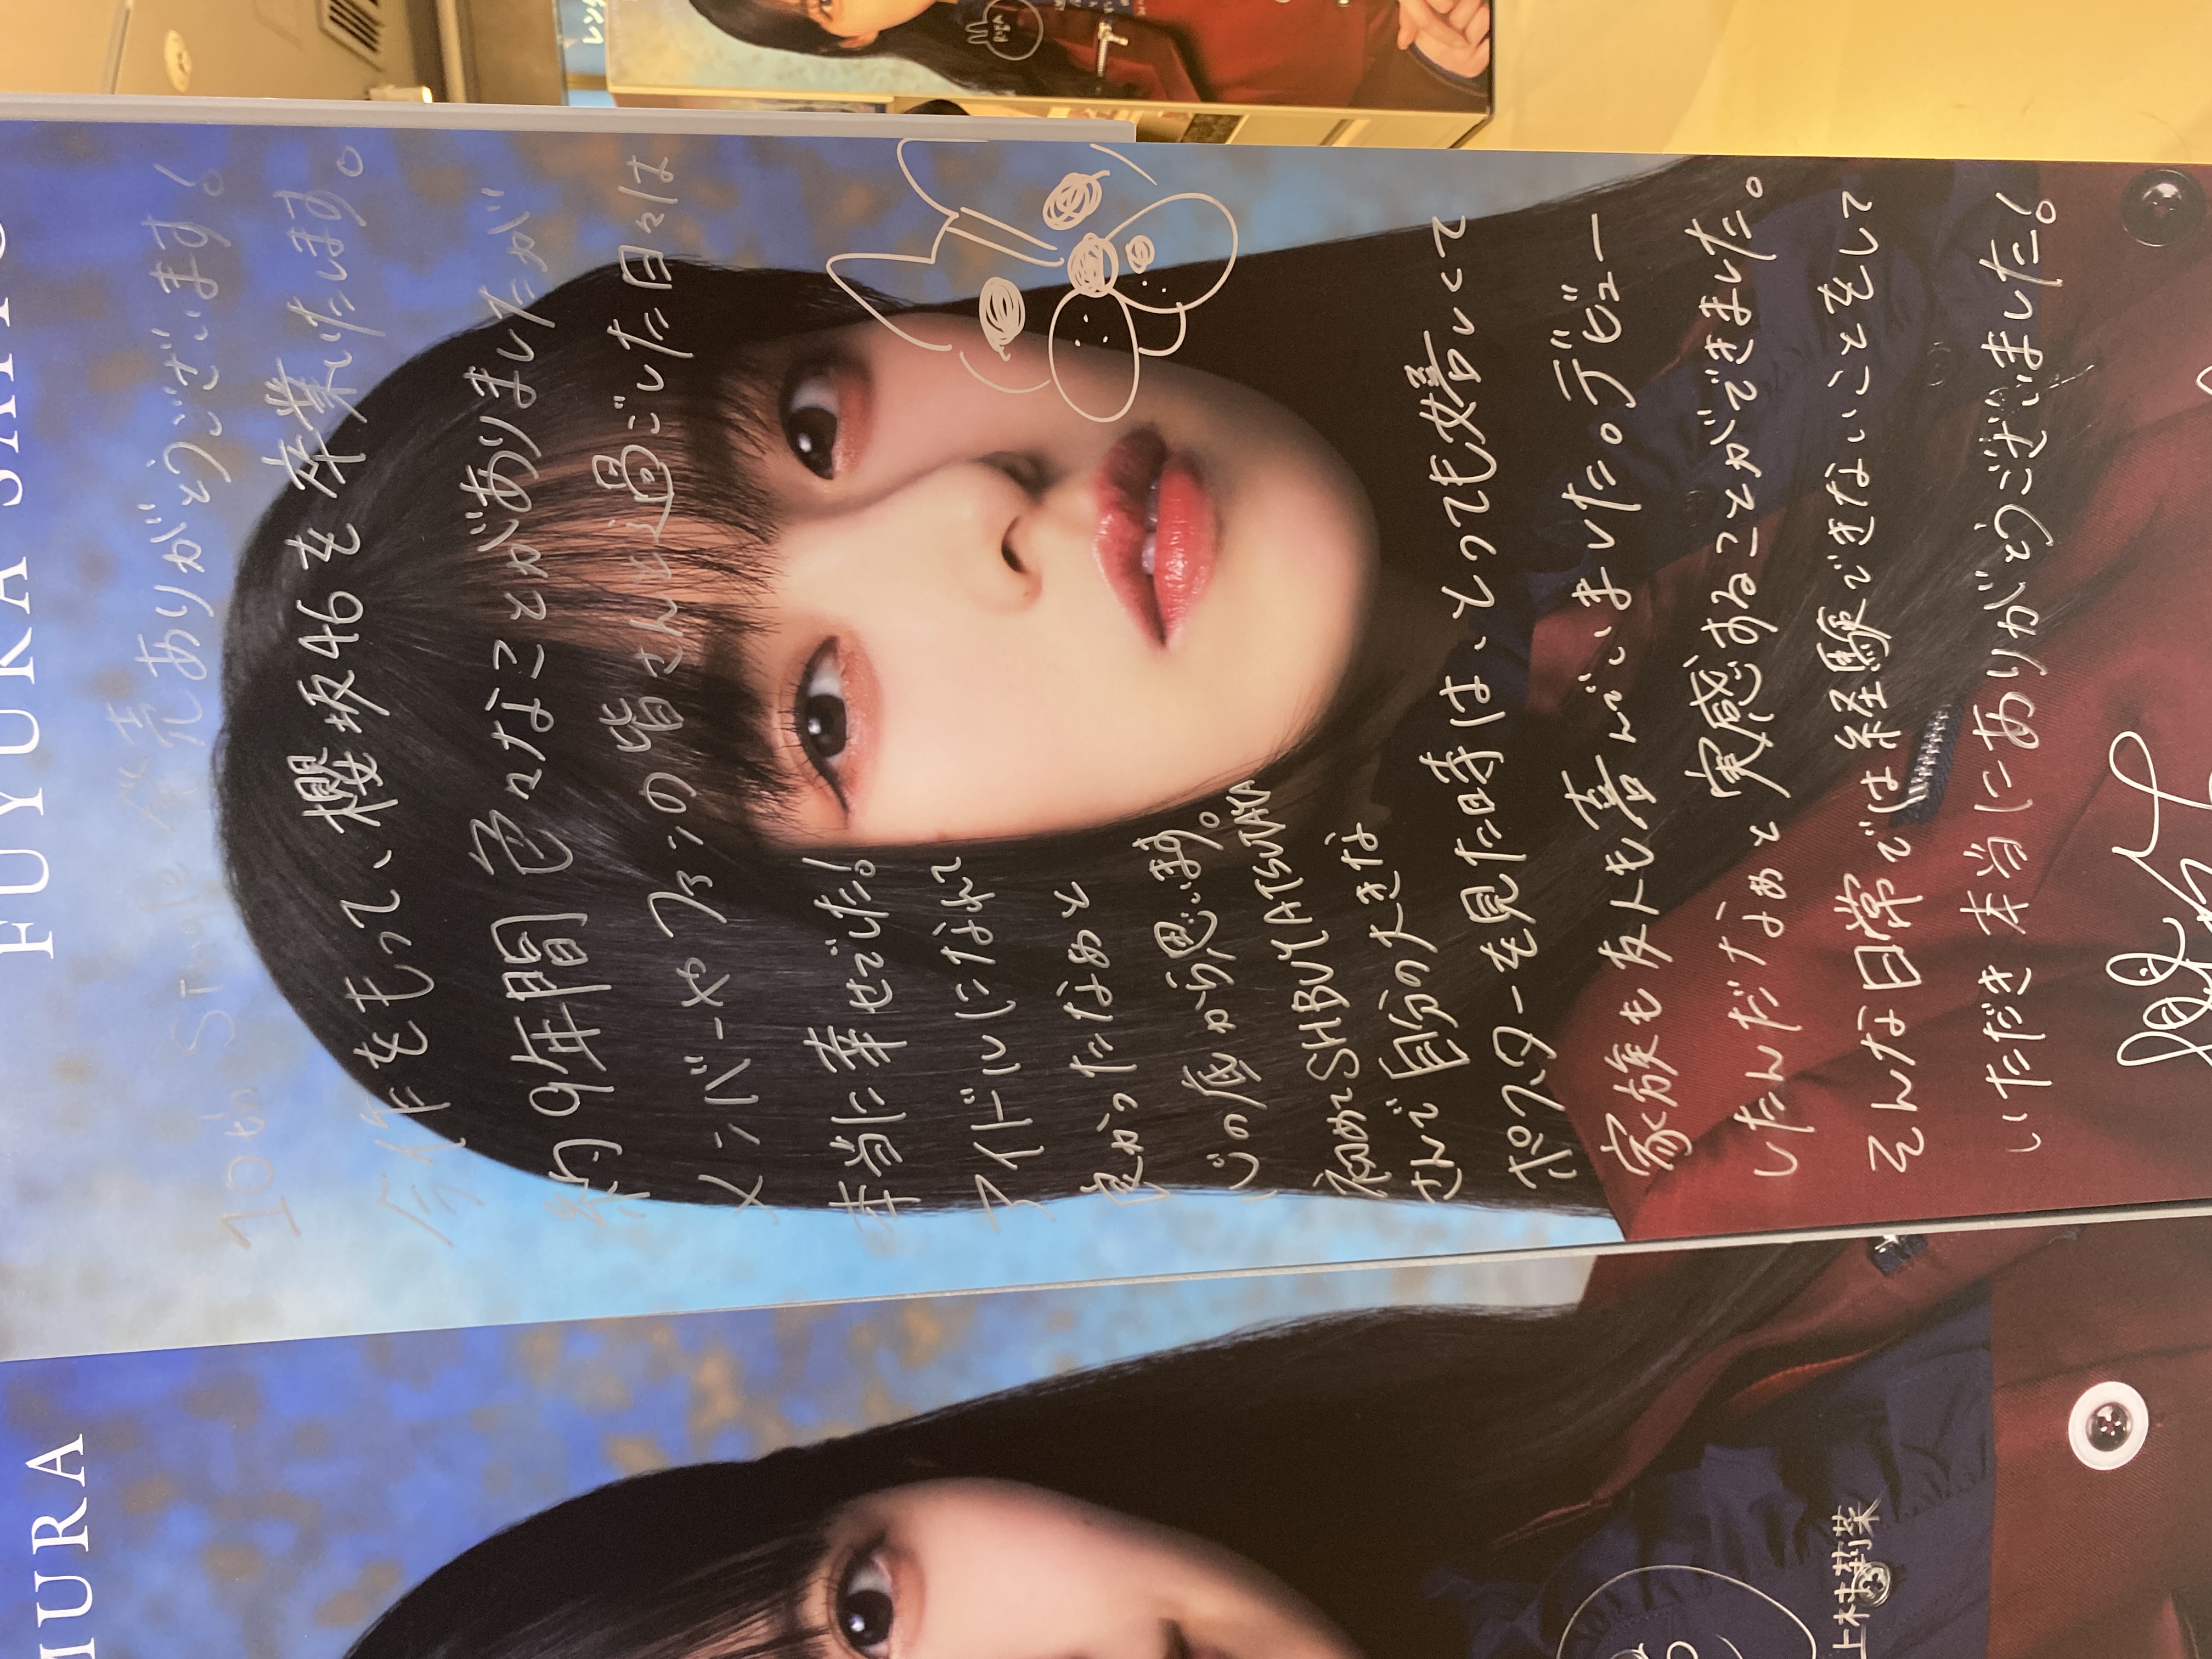 MURA
FUYUKA SAITO
10th Single 発売ありがとうございます!
今作をもって、櫻坂46を卒業いたします。
約9年間色々なことがありましたが
メンバーやファンの皆さんと過ごした日々は
本当に幸せでした!
アイドルになれて
良かったなぁと
心の底から思います。
初めてSHBUYATSUTAYA
さんで自分の大きな
ポスターを見た時は、とっても嬉しくて
家族も友人も喜んでいました。デビュー
したんだなぁと実感することができました。
そんな日常では経験できないことをして
いただき本当にありがとうございました!
上村莉菜
レンタ
RIKA